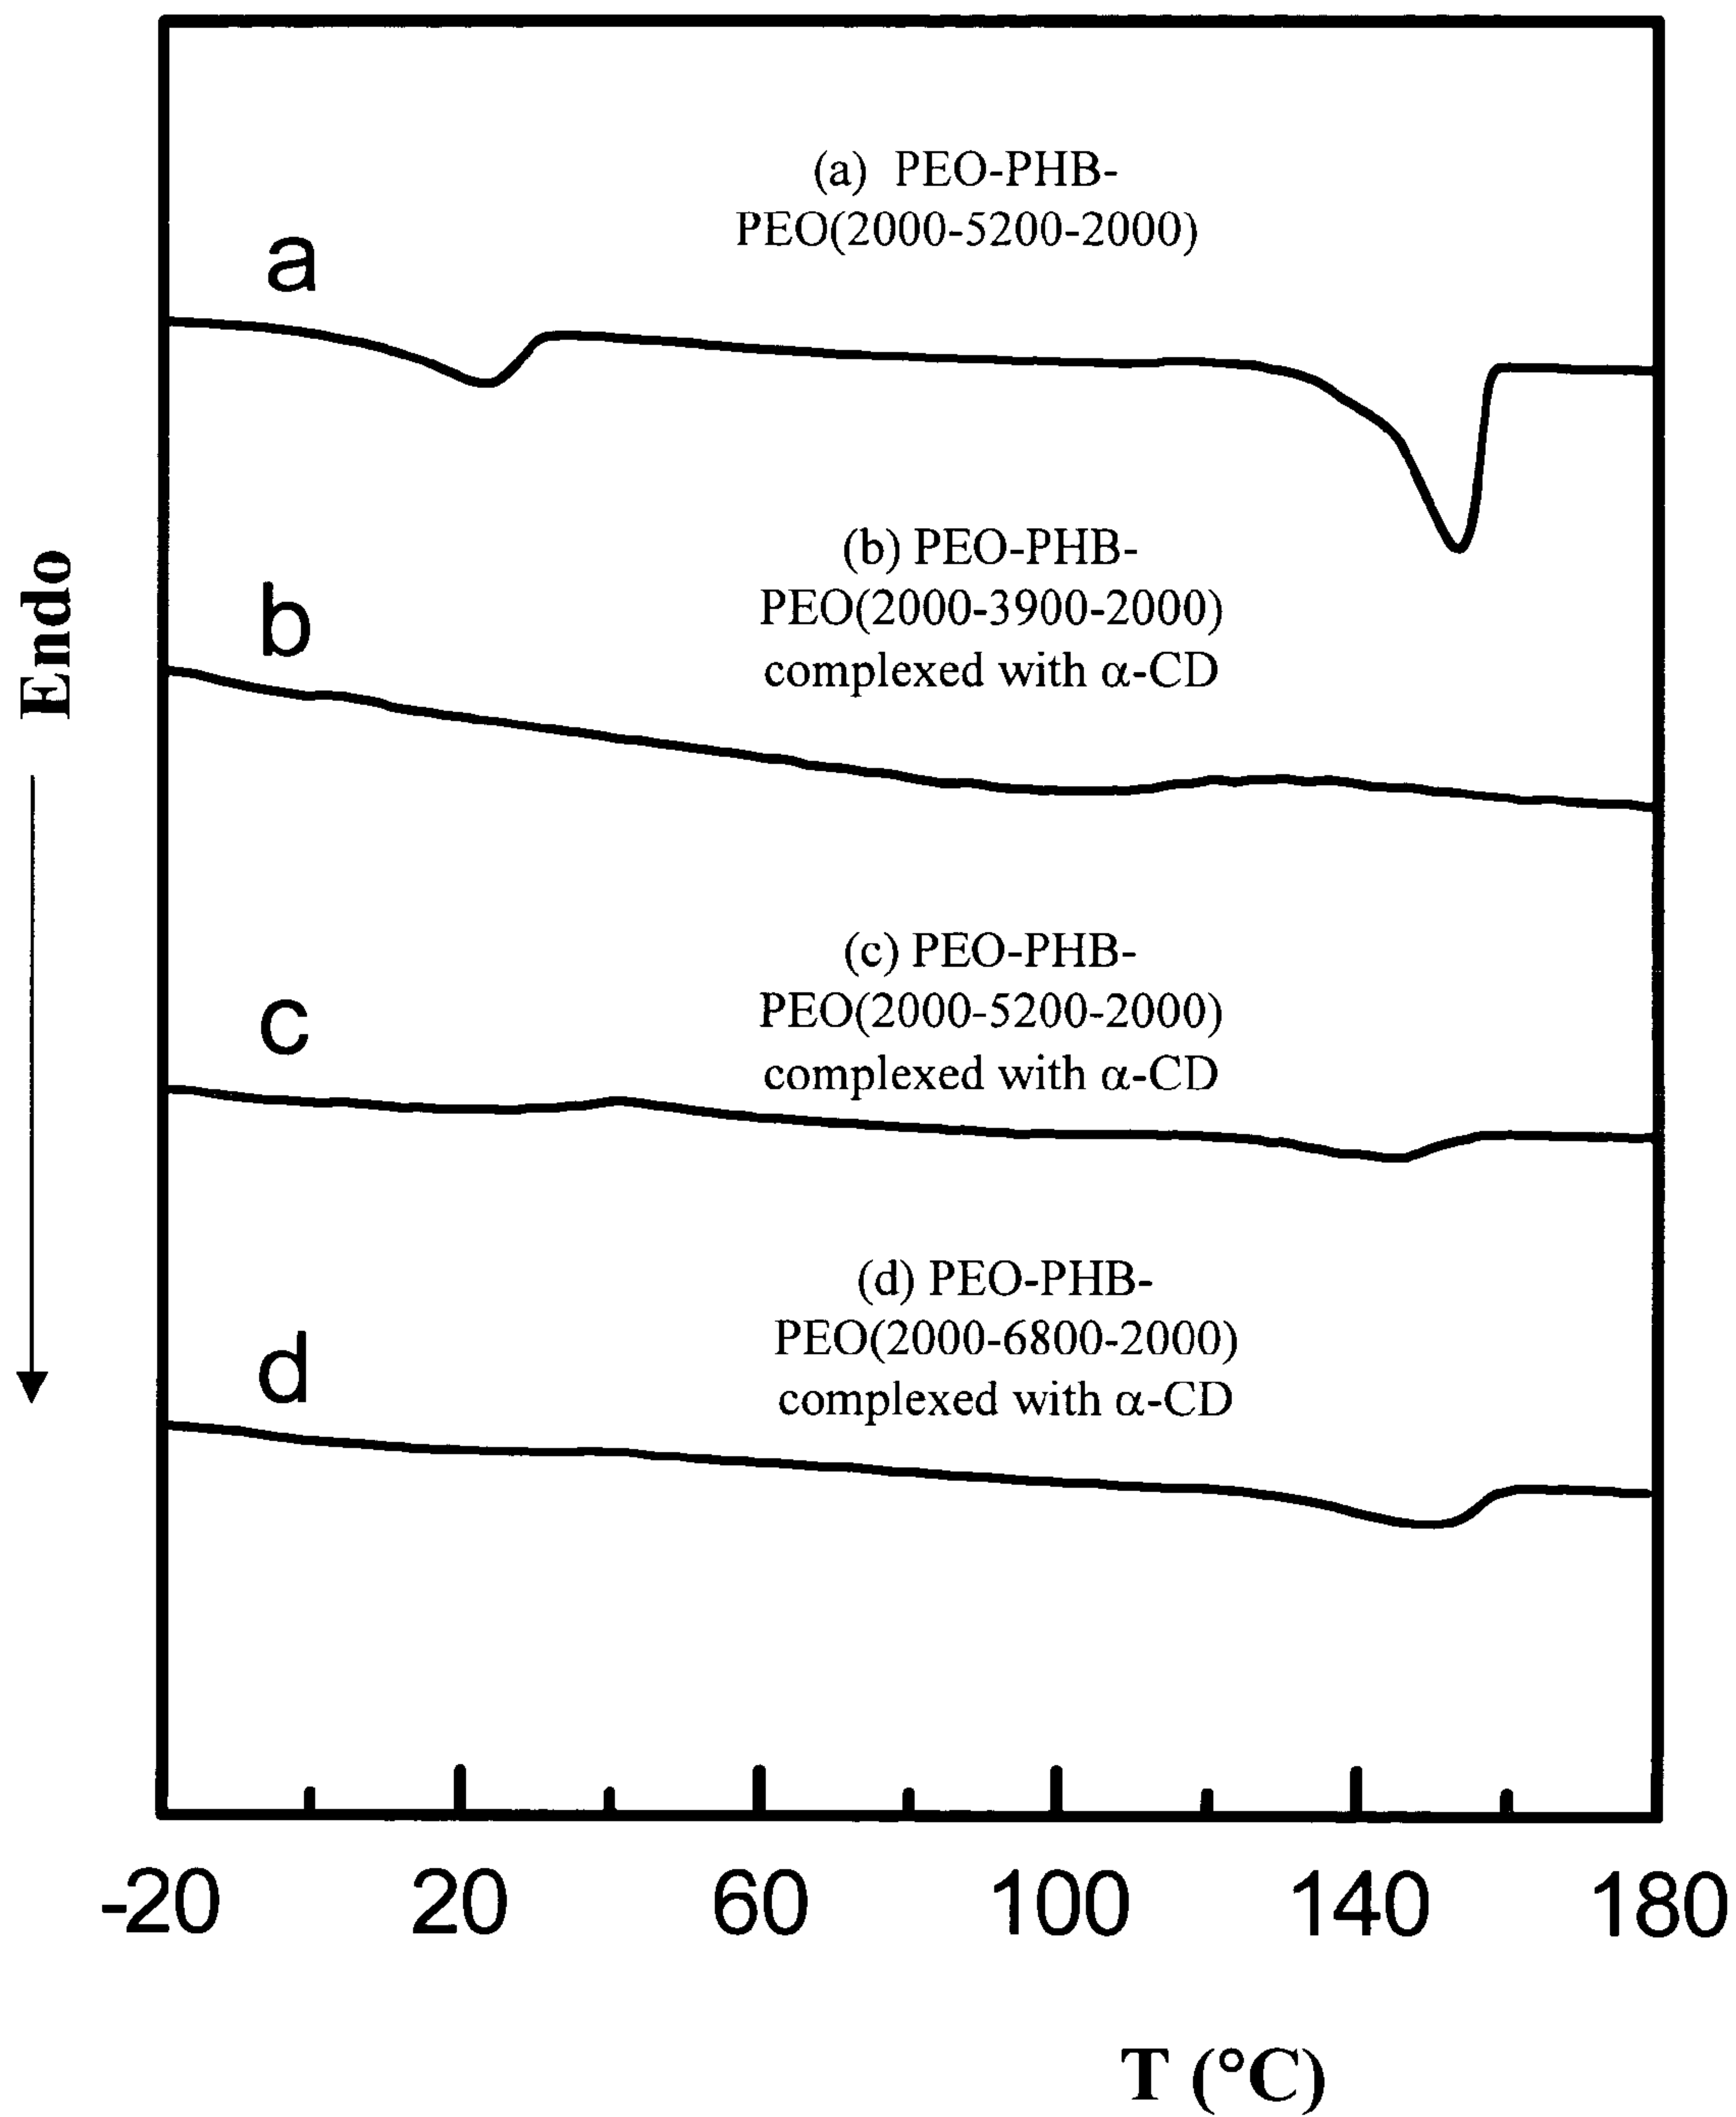 (a) PEO-PHB-
PEO(2000-5200-2000)
a
(b) PEO-PHB-
PEO(2000-3900-2000)
complexed with α-CD
b
Endo
(c) PEO-PHB-
PEO(2000-5200-2000)
complexed with α-CD
c
(d) PEO-PHB-
PEO(2000-6800-2000)
complexed with α-CD
d
-20 20 60 100 140 180
T (°C)